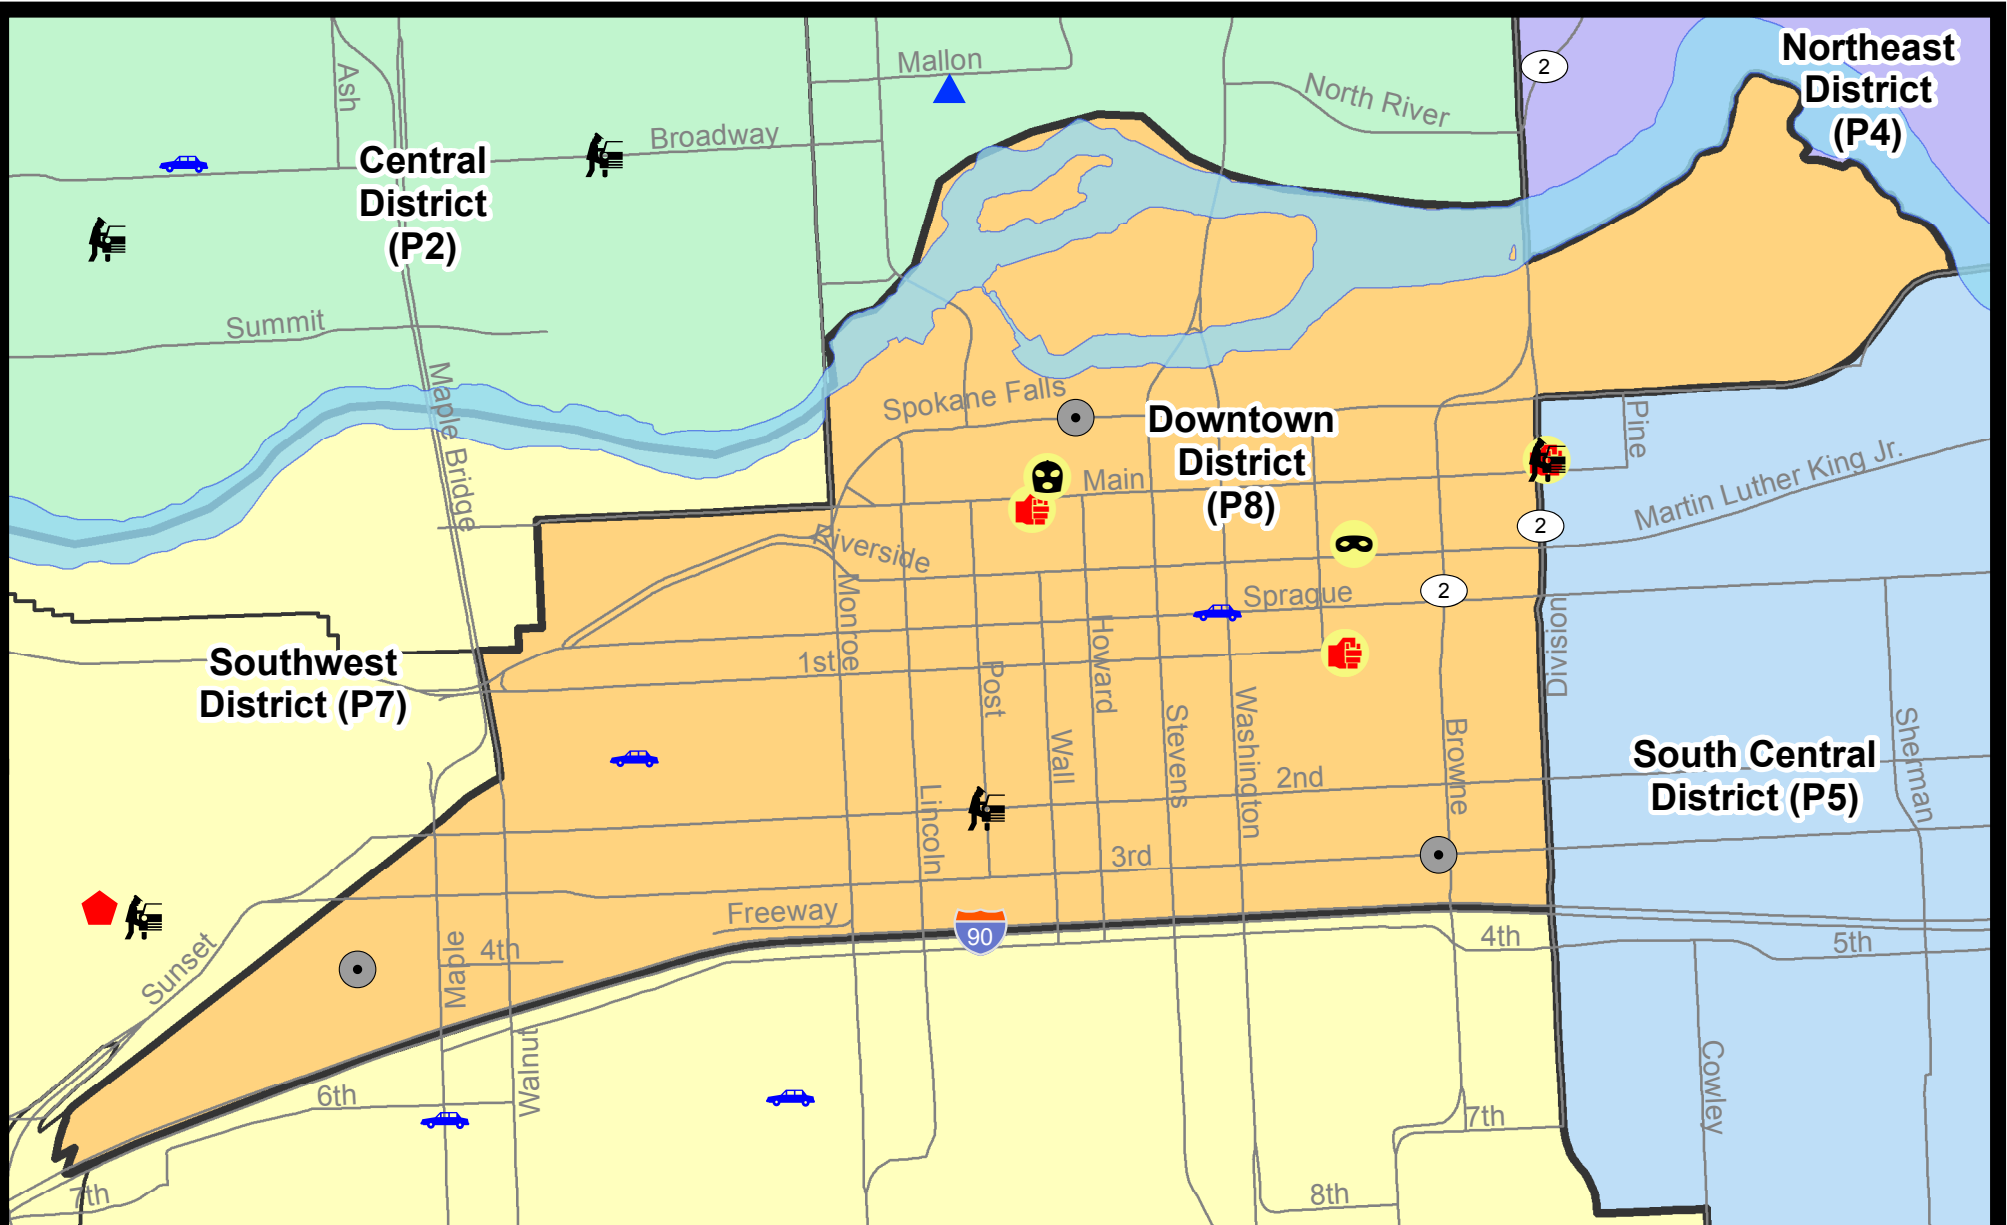 Northeast
District
(P4)
2
Mallon
Ash
North River
Broadway
Central
District
(P2)
Summit
Maple Bridge
Spokane Falls
Downtown
District
(P8)
Pine
Main
Martin Luther King Jr.
2
Riverside
Monroe
Sprague
2
Division
Howard
1st
Post
Southwest
District (P7)
Stevens
Washington
Wall
Browne
2nd
Sherman
South Central
District (P5)
Lincoln
3rd
Freeway
90
Sunset
Maple
4th
4th
5th
Walnut
Cowley
6th
7th
7th
8th